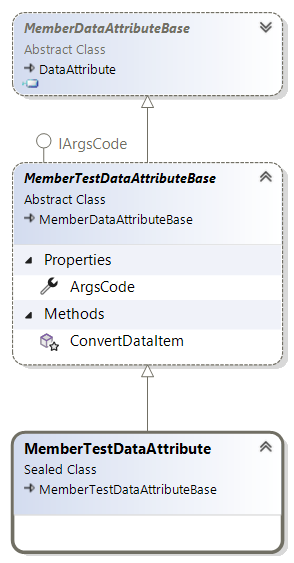 MemberDataAttributeBase
Abstract Class
DataAttribute
IArgsCode
MemberTestDataAttributeBase
Abstract Class
MemberDataAttributeBase
Properties
ArgsCode
Methods
ConvertDataItem
MemberTestDataAttribute
Sealed Class
MemberTestDataAttributeBase